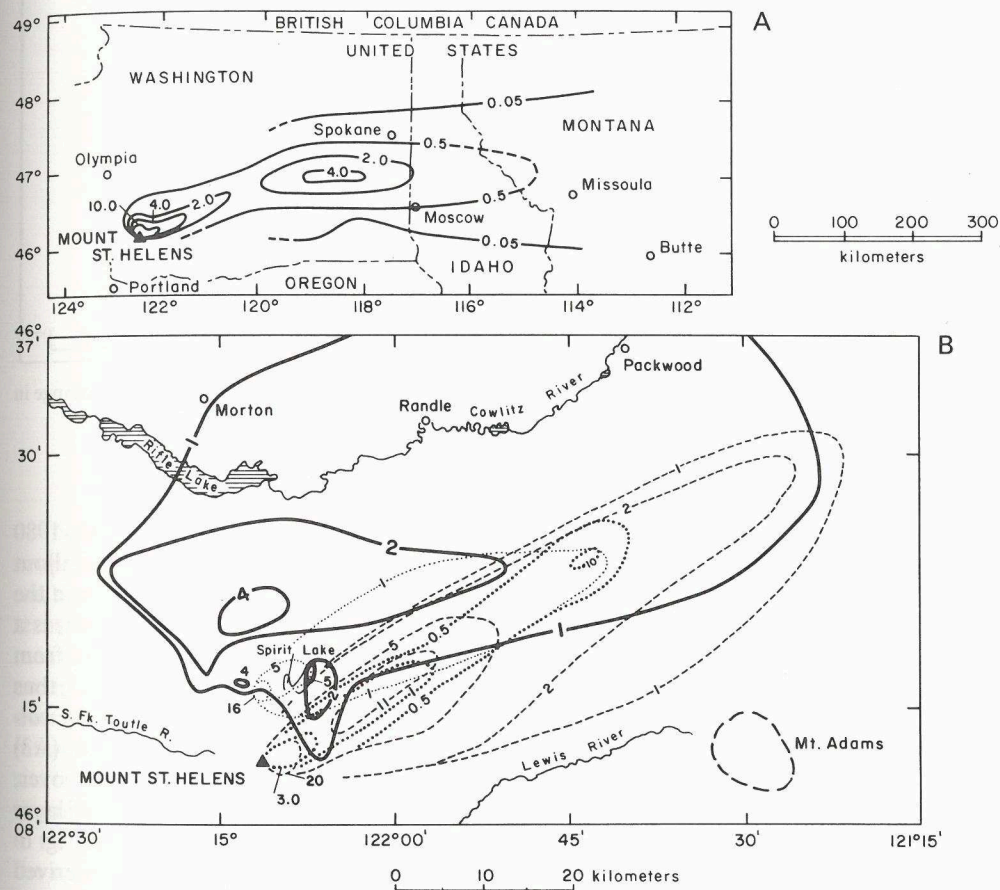 A
49°
48°
47°
46°
BRITISH COLUMBIA CANADA
UNITED STATES
WASHINGTON
MONTANA
0.05
Spokane
0.5
Olympia
2.0
4.0
10.0
4.0
2.0
0.5
Missoula
Moscow
MOUNT
ST. HELENS
0.05
Butte
IDAHO
OREGON
Portland
124°
122°
120°
118°
116°
114°
112°
0 100 200 300
kilometers
B
46°
37'
30'
15'
46°
08'
Packwood
Morton
Randle
Cowlitz River
Rifle Lake
1
1
2
2
4
1
10
5
0.5
1
Spirit Lake
4
5
5
2
16
1
11
1
0.5
2
1
S. Fk. Toutle R.
Mt. Adams
Lewis River
MOUNT ST. HELENS
20
3.0
122°30'
15°
122°00'
45'
30'
121°15'
0 10 20 kilometers